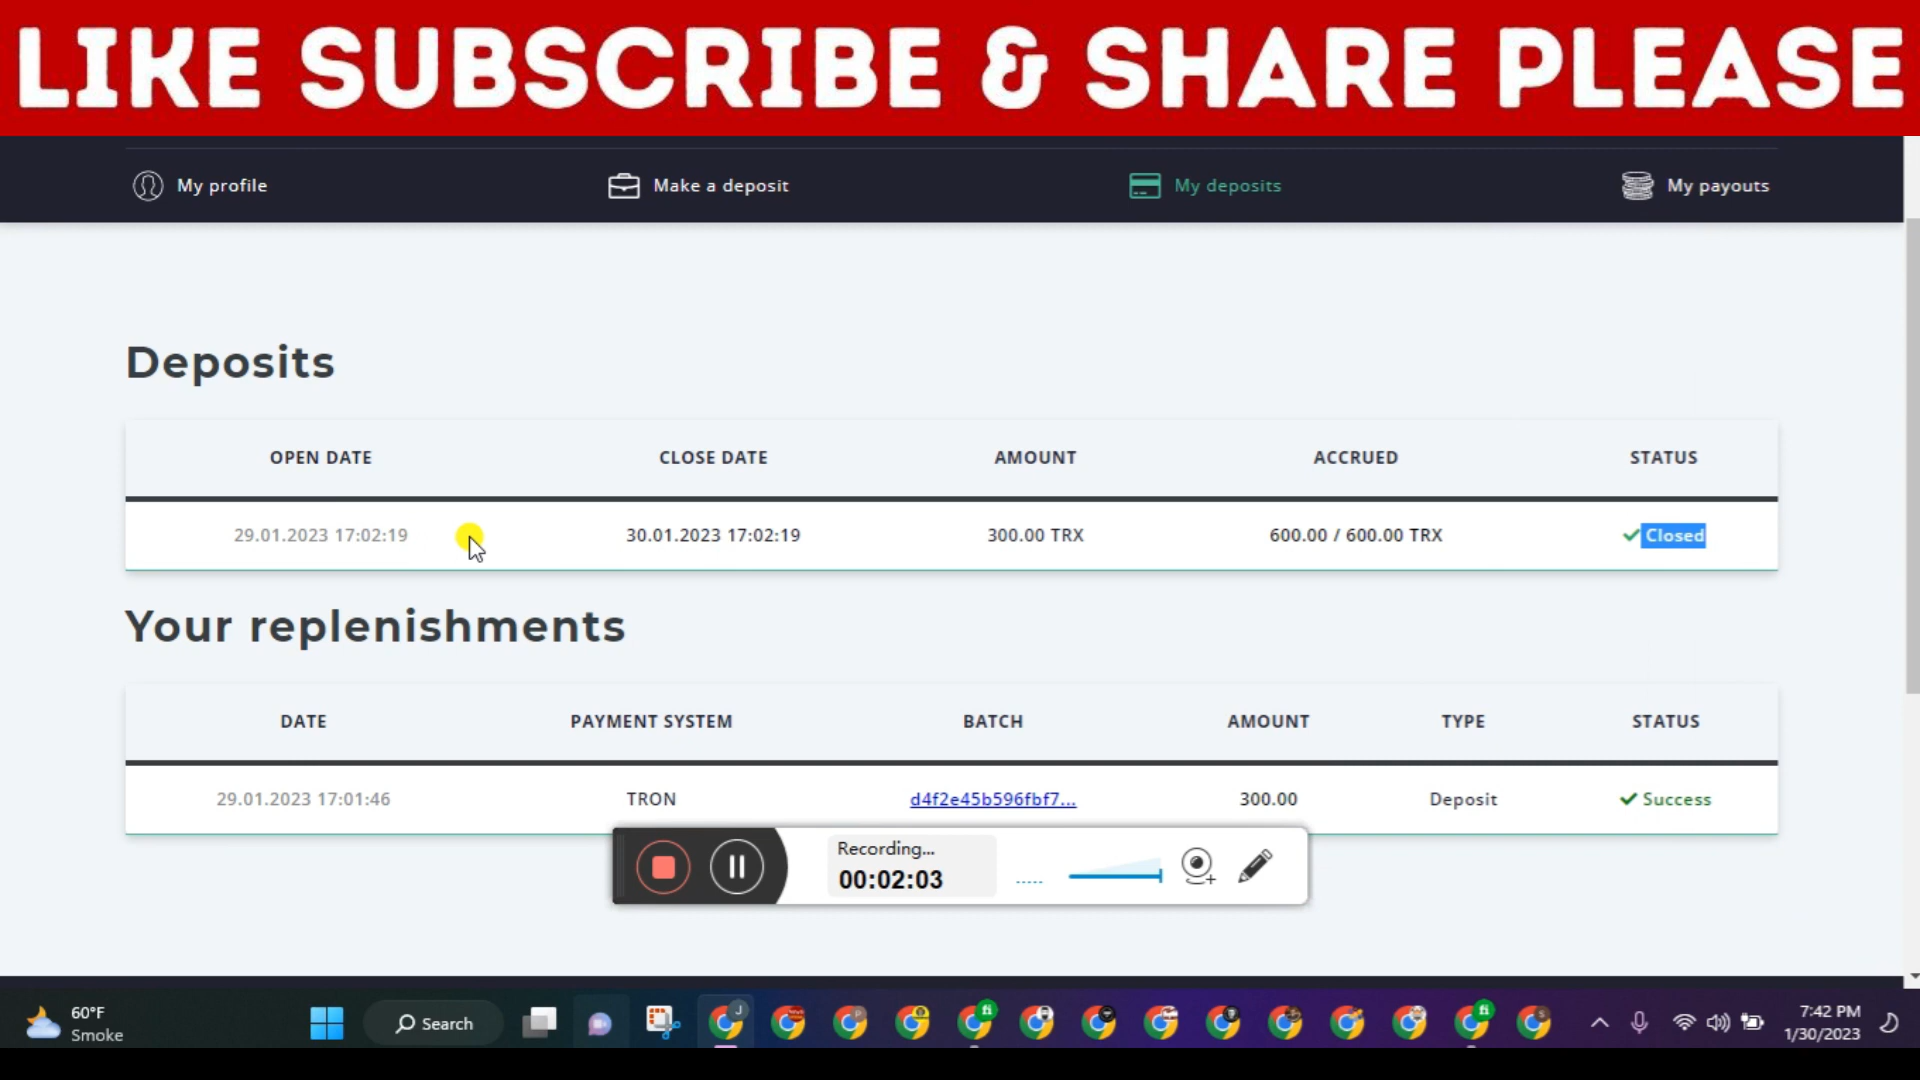 LIKE SUBSCRIBE & SHARE PLEASE
My profile
Make a deposit
My deposits
My payouts
Deposits
OPEN DATE CLOSE DATE AMOUNT ACCRUED STATUS
29.01.2023 17:02:19 30.01.2023 17:02:19 300.00 TRX 600.00 / 600.00 TRX Closed
Your replenishments
DATE PAYMENT SYSTEM BATCH AMOUNT TYPE STATUS
29.01.2023 17:01:46 TRON d4f2e45b596fbf7... 300.00 Deposit Success
Recording...
00:02:03
60°F
Smoke
Search
7:42 PM
1/30/2023